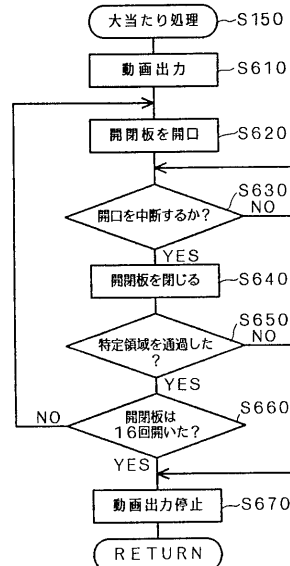 大当たり処理
S150
動画出力
S610
開閉板を開口
S620
開口を中断するか?
S630
NO
YES
開閉板を閉じる
S640
特定領域を通過した
?
S650
NO
YES
開閉板は
16回開いた?
S660
NO
YES
動画出力停止
S670
RETURN